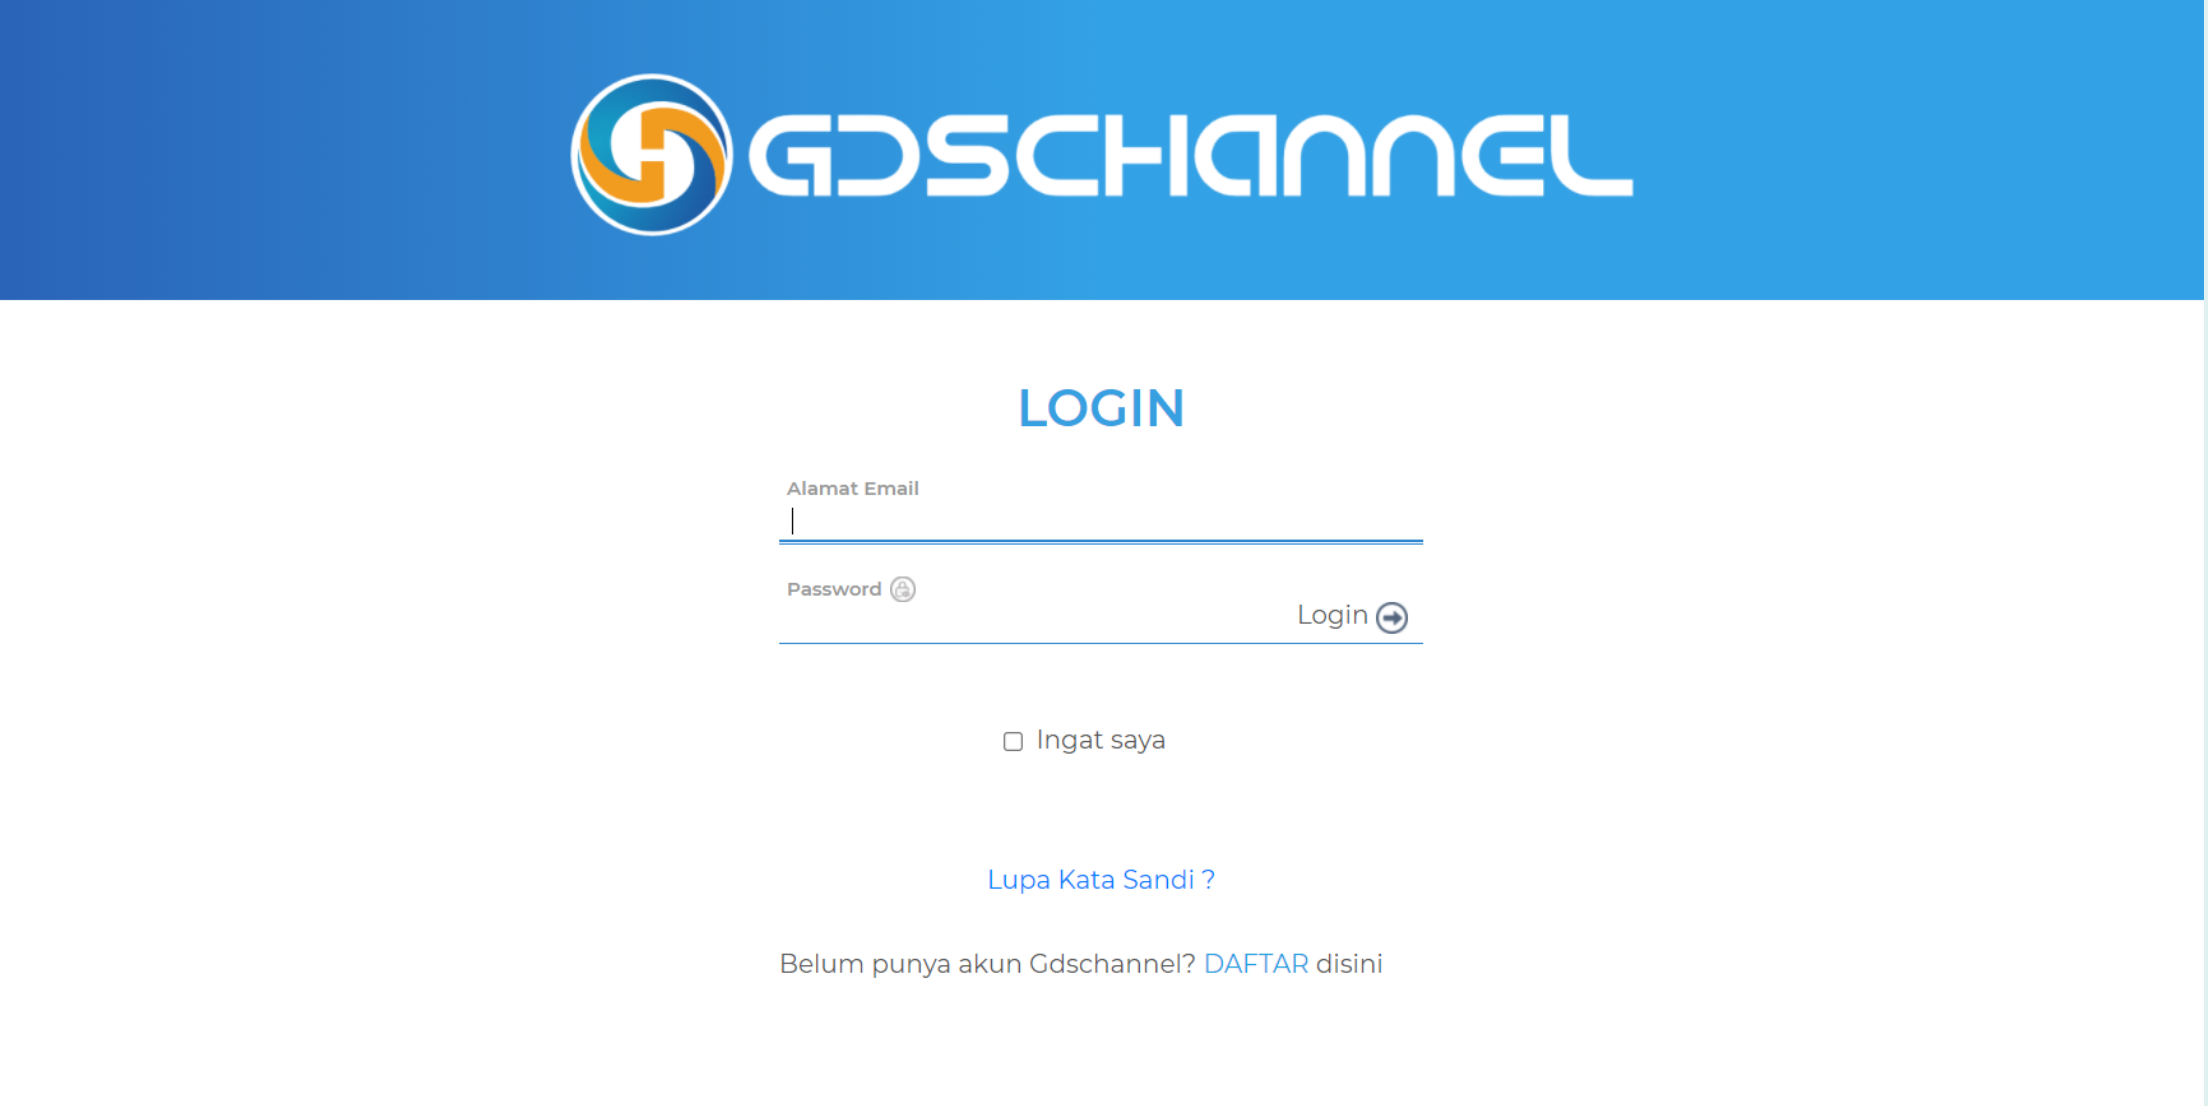 GDSCHANNEL
LOGIN
Alamat Email
Password
Login
Ingat saya
Lupa Kata Sandi ?
Belum punya akun Gdschannel? DAFTAR disini